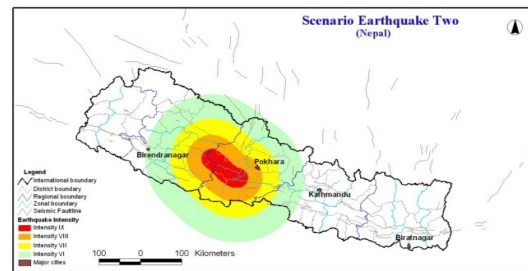 Scenario Earthquake Two
(Nepal)
Birendranagar
Pokhara
Kathmandu
Biratnagar
Legend
International boundary
District boundary
Regional boundary
Zonal boundary
Seismic Faultline
Earthquake Intensity
Intensity IX
Intensity VIII
Intensity VII
Intensity VI
Major cities
100 0 100 Kilometers